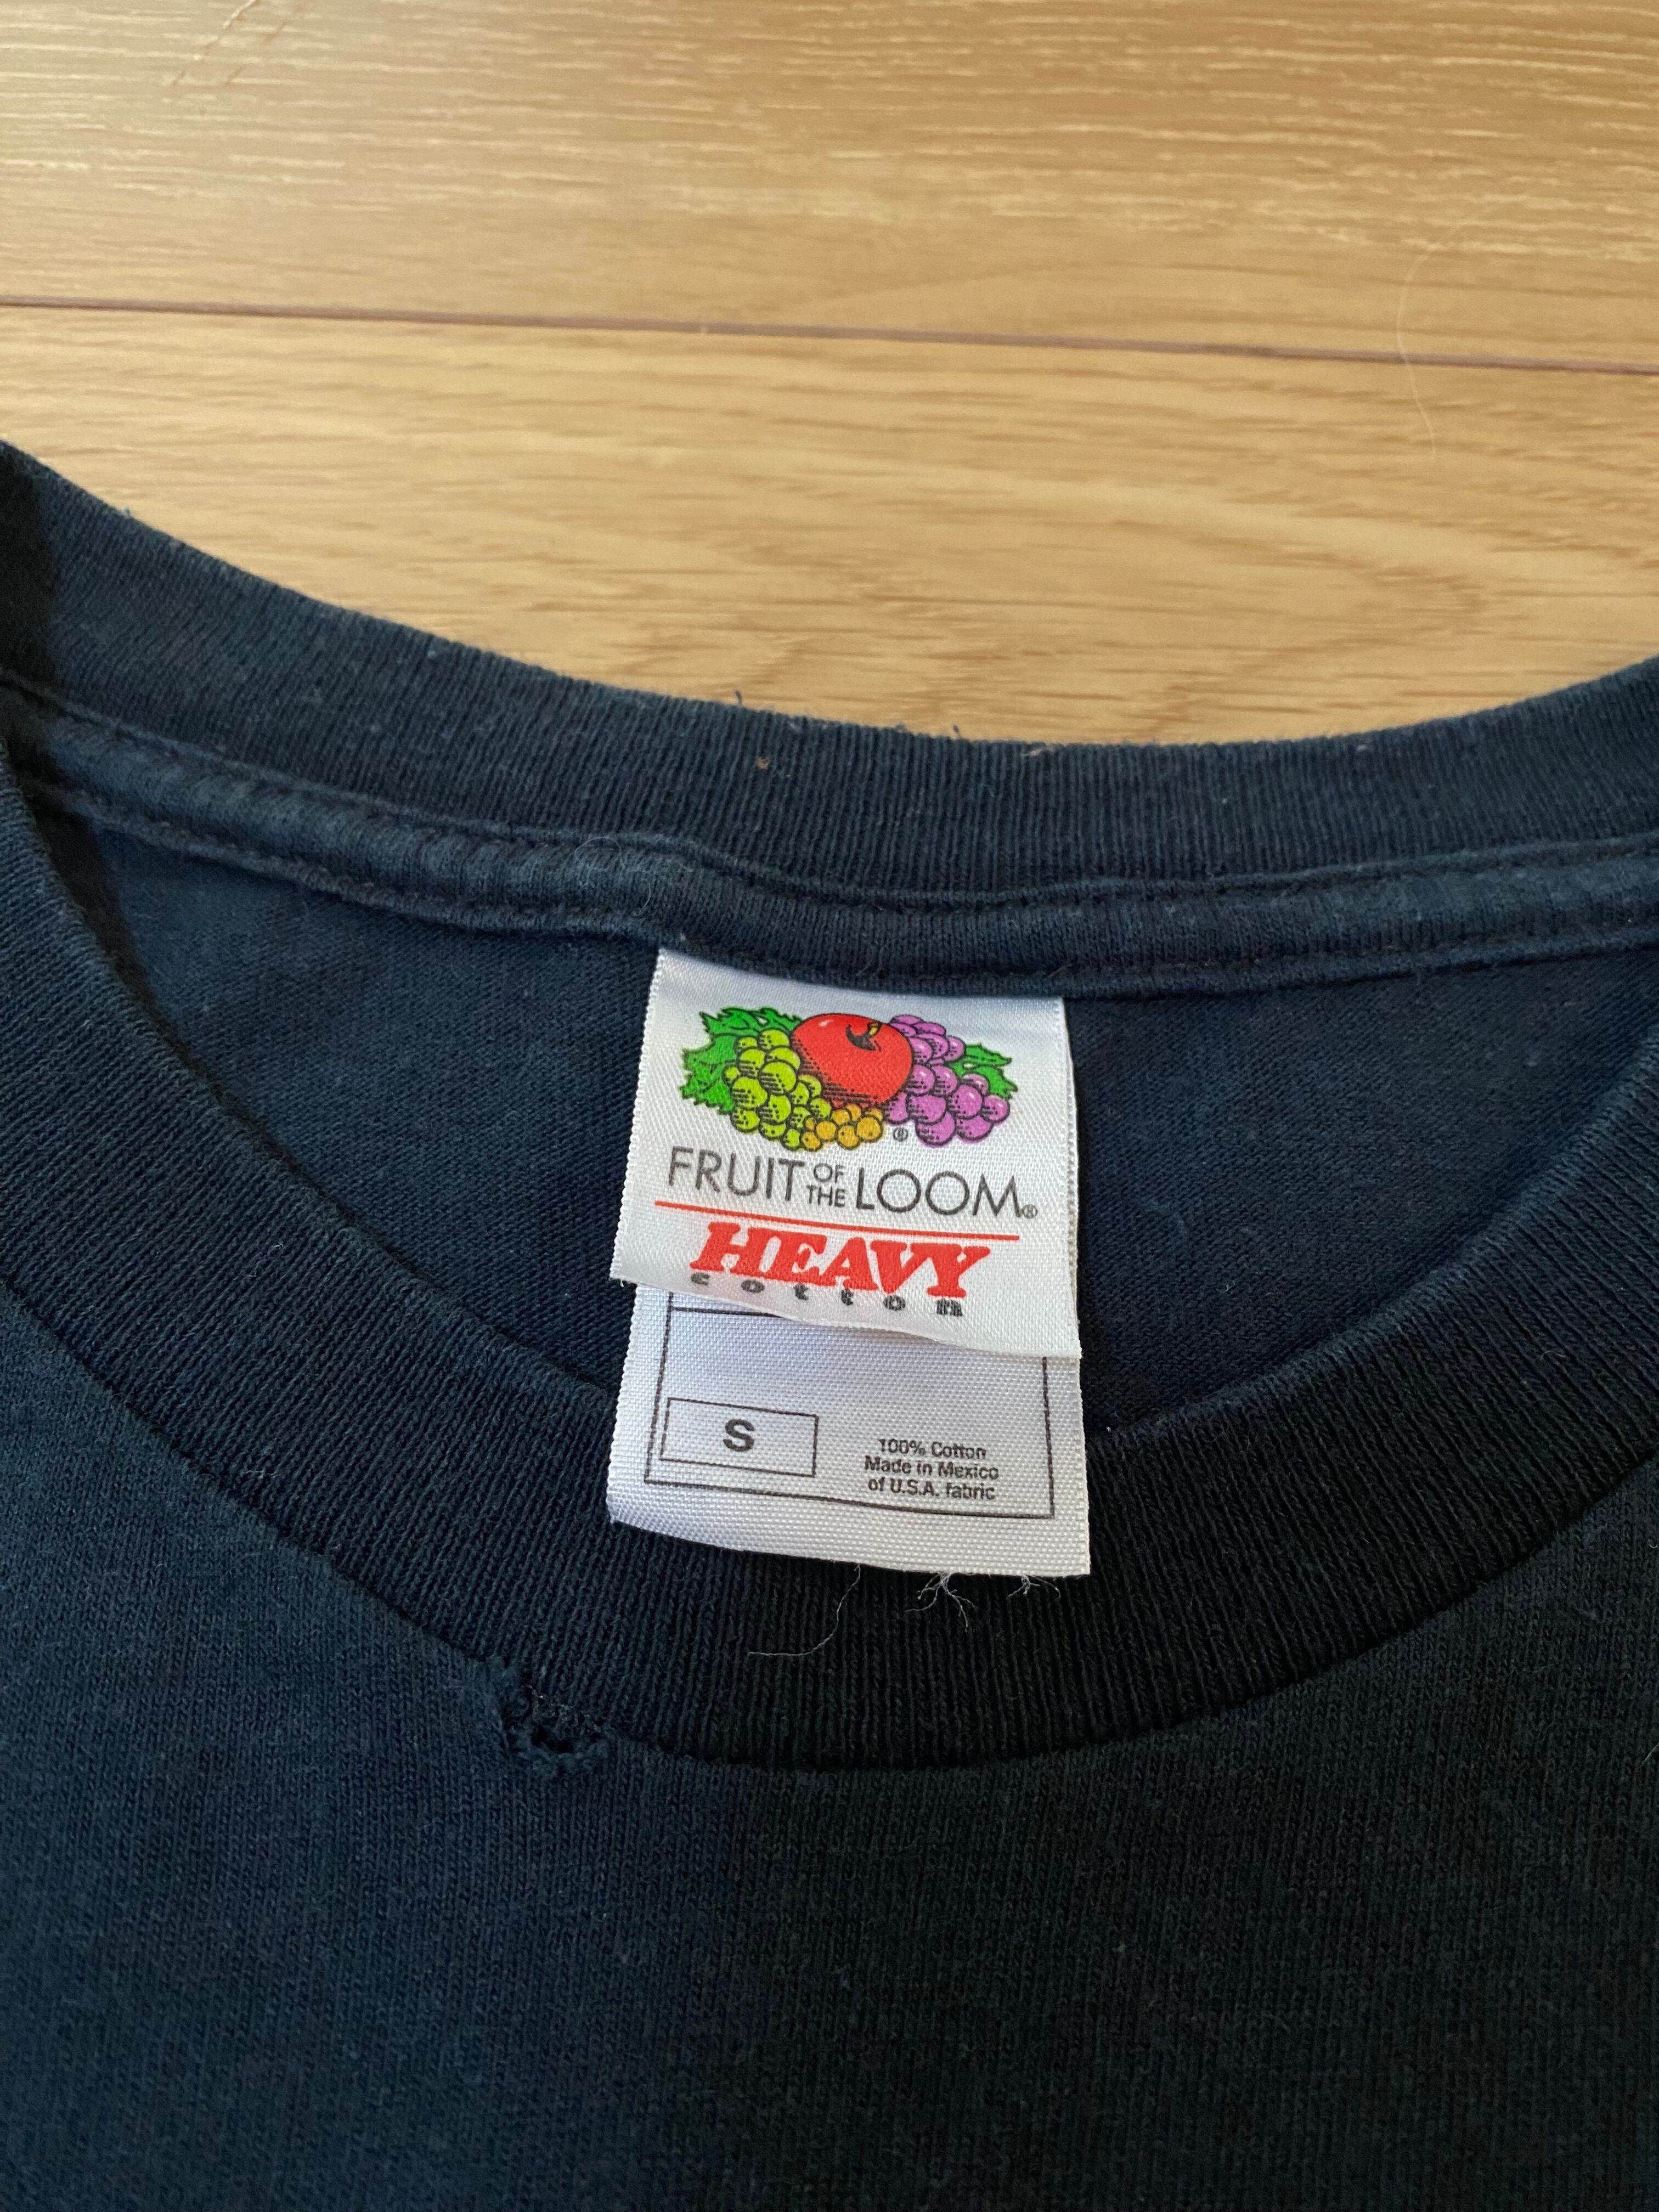 ®
FRUIT OF THE LOOM®
HEAVY
cotton
S
100% Cotton
Made in Mexico
of U.S.A. fabric